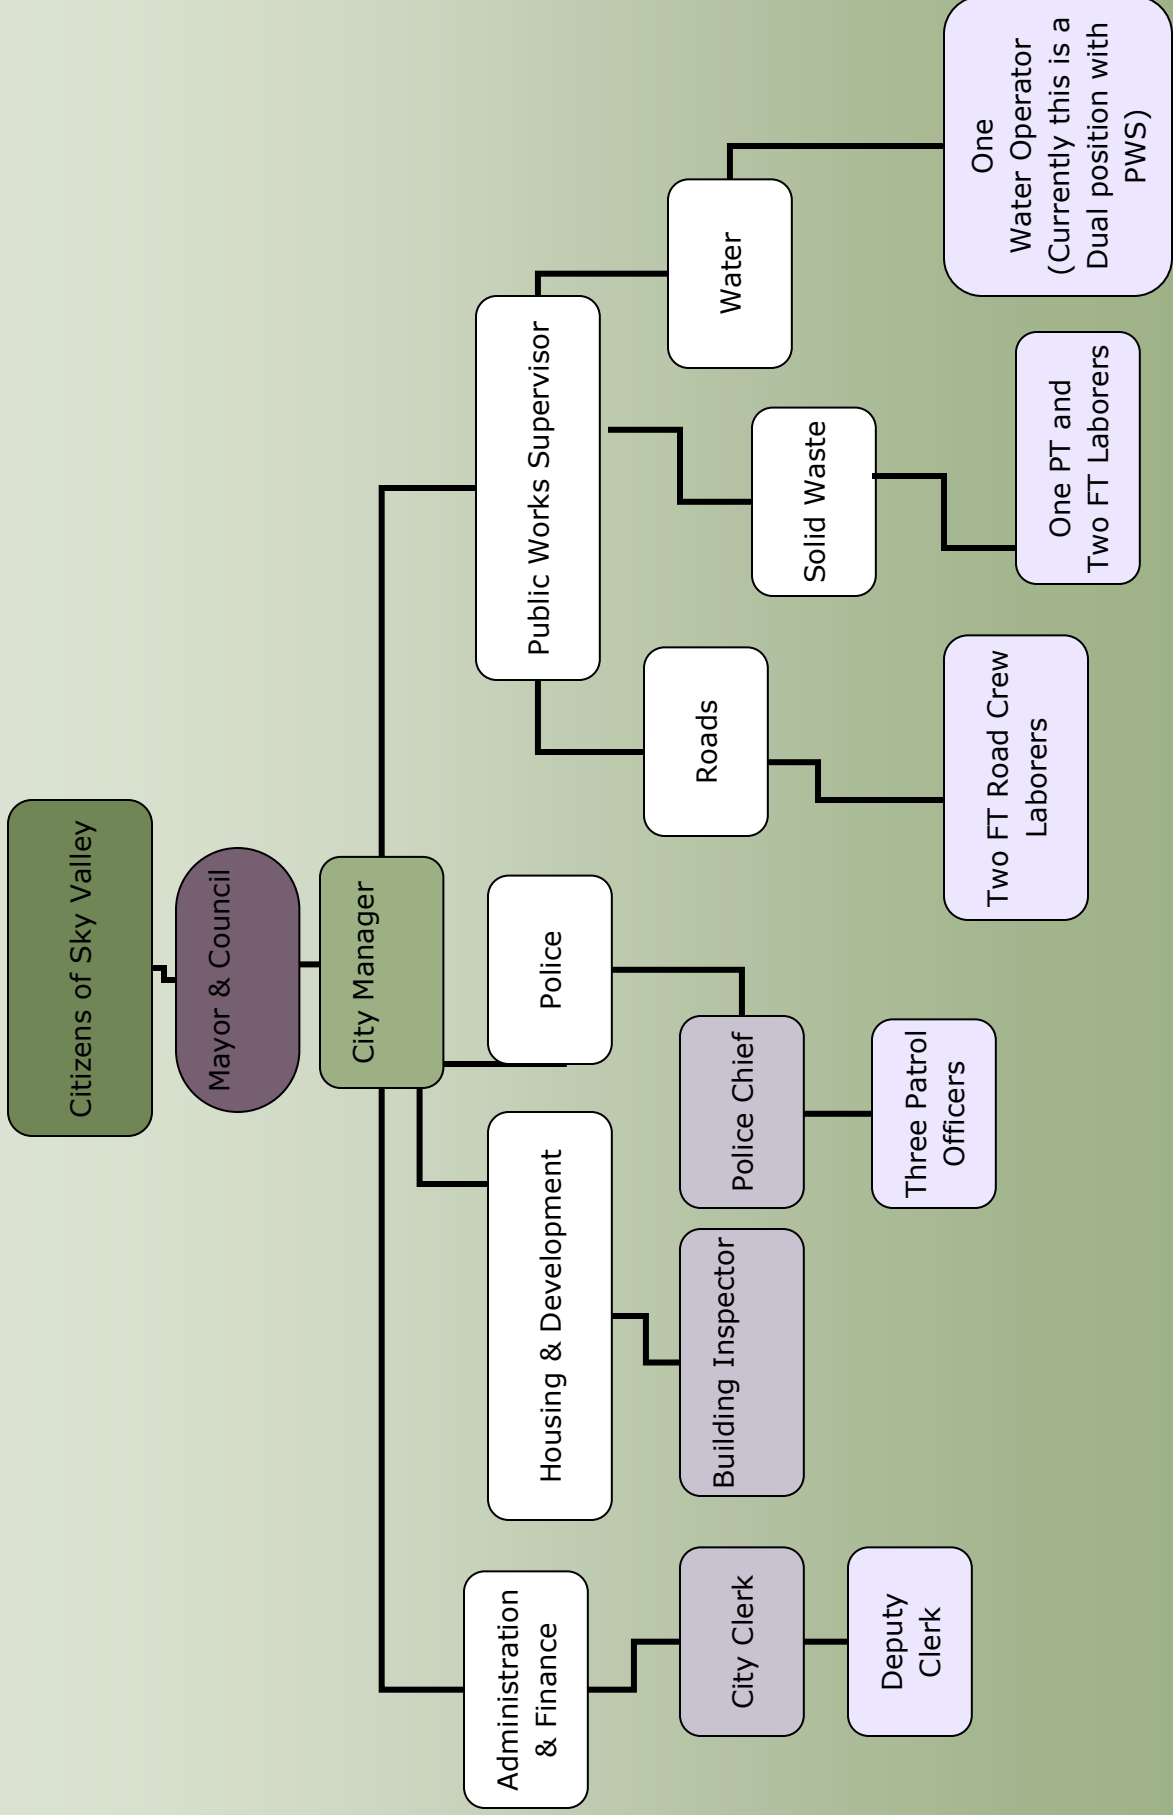 Citizens of Sky Valley
Mayor & Council
City Manager
Administration
& Finance
Housing & Development
Police
Public Works Supervisor
City Clerk
Building Inspector
Police Chief
Roads
Solid Waste
Water
Deputy
Clerk
Three Patrol
Officers
Two FT Road Crew
Laborers
One PT and
Two FT Laborers
One
Water Operator
(Currently this is a
Dual position with
PWS)